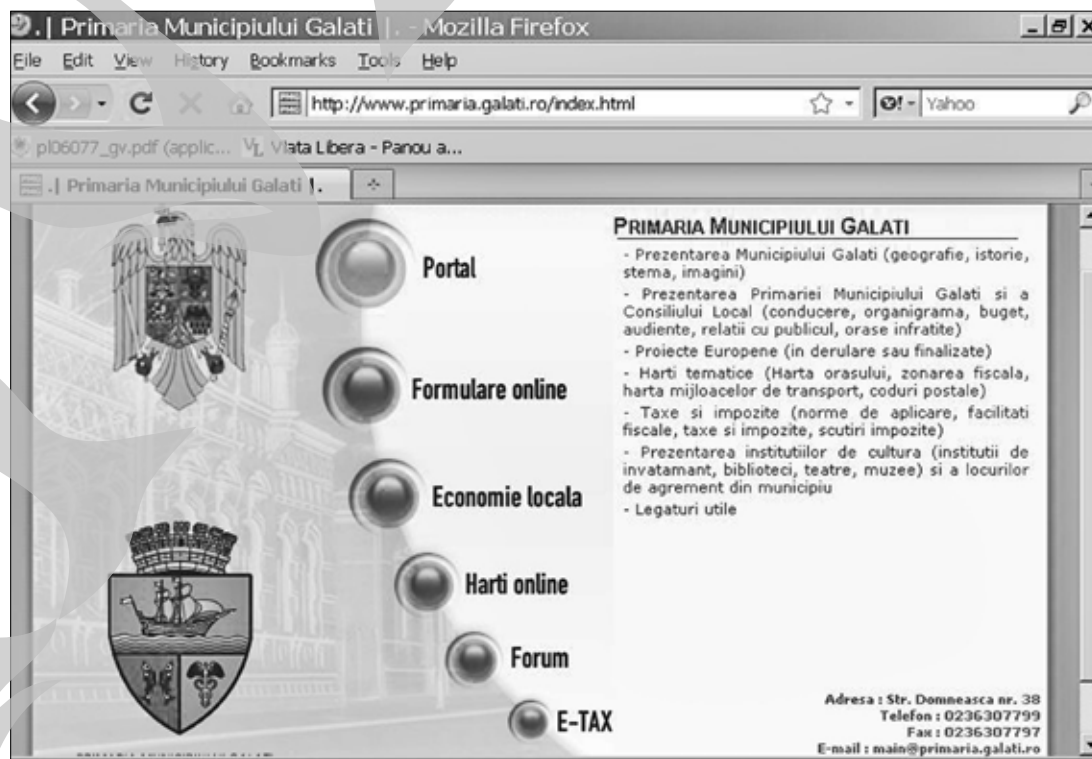 . | Primaria Municipiului Galati | . - Mozilla Firefox
File Edit View History Bookmarks Tools Help
http://www.primaria.galati.ro/index.html
Yahoo
pl06077_gv.pdf (applic... VL Viata Libera - Panou a...
.| Primaria Municipiului Galati |.
Portal
Formulare online
Economie locala
Harti online
Forum
E-TAX
PRIMARIA MUNICIPIULUI GALATI
- Prezentarea Municipiului Galati (geografie, istorie,
stema, imagini)
- Prezentarea Primariei Municipiului Galati si a
Consiliului Local (conducere, organigrama, buget,
audiente, relatii cu publicul, orase infratite)
- Proiecte Europene (in derulare sau finalizate)
- Harti tematice (Harta orasului, zonarea fiscala,
harta mijloacelor de transport, coduri postale)
- Taxe si impozite (norme de aplicare, facilitati
fiscale, taxe si impozite, scutiri impozite)
- Prezentarea institutiilor de cultura (institutii de
invatamant, biblioteci, teatre, muzee) si a locurilor
de agrement din municipiu
- Legaturi utile
Adresa : Str. Domneasca nr. 38
Telefon : 0236307799
Fax : 0236307797
E-mail : main@primaria.galati.ro